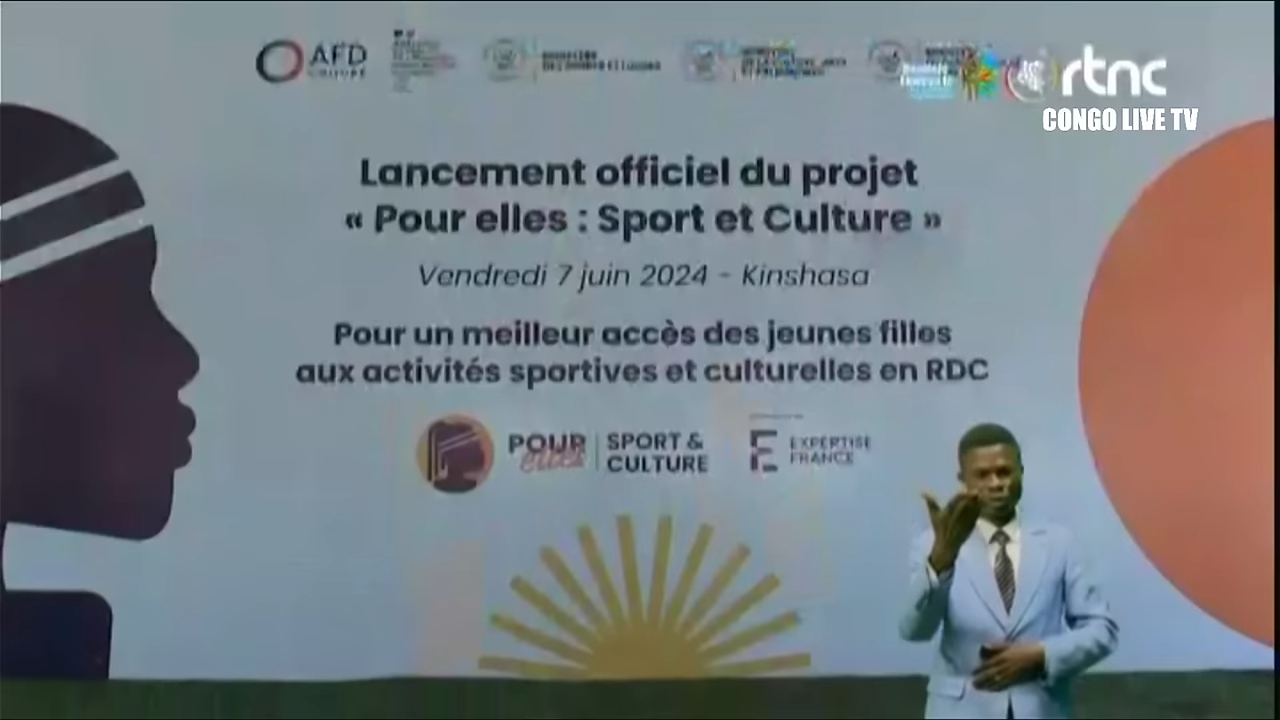 AFD
GROUPE
rtnc
CONGO LIVE TV
Lancement officiel du projet
« Pour elles : Sport et Culture »
Vendredi 7 juin 2024 - Kinshasa
Pour un meilleur accès des jeunes filles
aux activités sportives et culturelles en RDC
POUR elles
SPORT &
CULTURE
EXPERTISE
FRANCE